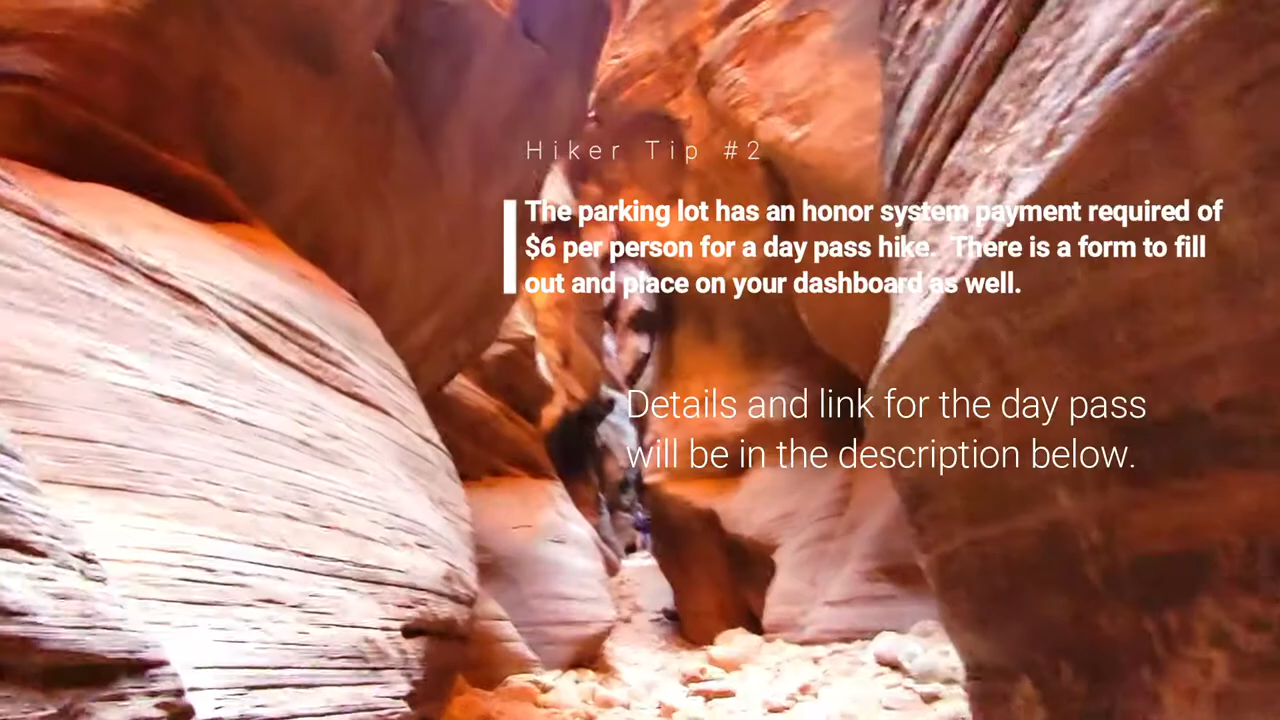 Hiker Tip #2
The parking lot has an honor system payment required of
$6 per person for a day pass hike.  There is a form to fill
out and place on your dashboard as well.
Details and link for the day pass
will be in the description below.